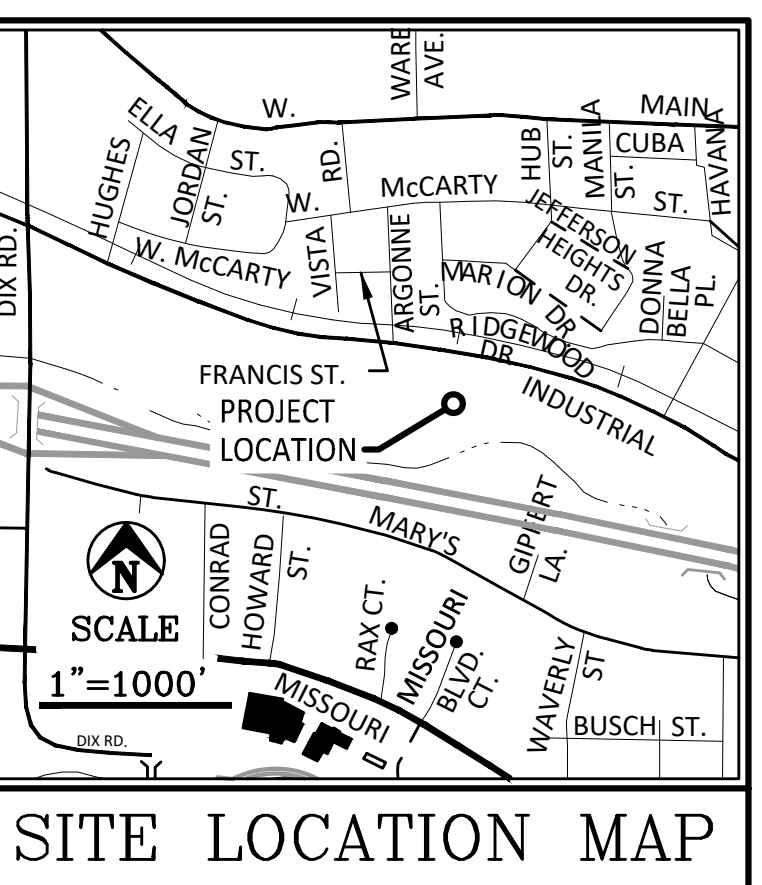 WARE
AVE.
W.
MAIN
ELLA
ST.
HUGHES
JORDAN
ST.
RD.
VISTA
W.
McCARTY
ST.
HUB
ST.
MANILA
ST.
CUBA
HAVANA
W. McCARTY
ARGONNE
ST.
JEFFERSON
HEIGHTS
DR.
MARION DR.
DONNA
BELLA
PL.
RIDGEWOOD
DR.
DIX RD.
FRANCIS ST.
PROJECT
LOCATION
INDUSTRIAL
ST.
MARY'S
GIPFERT
LA.
N
SCALE
1"=1000'
CONRAD
HOWARD
ST.
RAX CT.
MISSOURI
BLVD.
CT.
MISSOURI
WAVERLY
ST
BUSCH ST.
DIX RD.
SITE LOCATION MAP